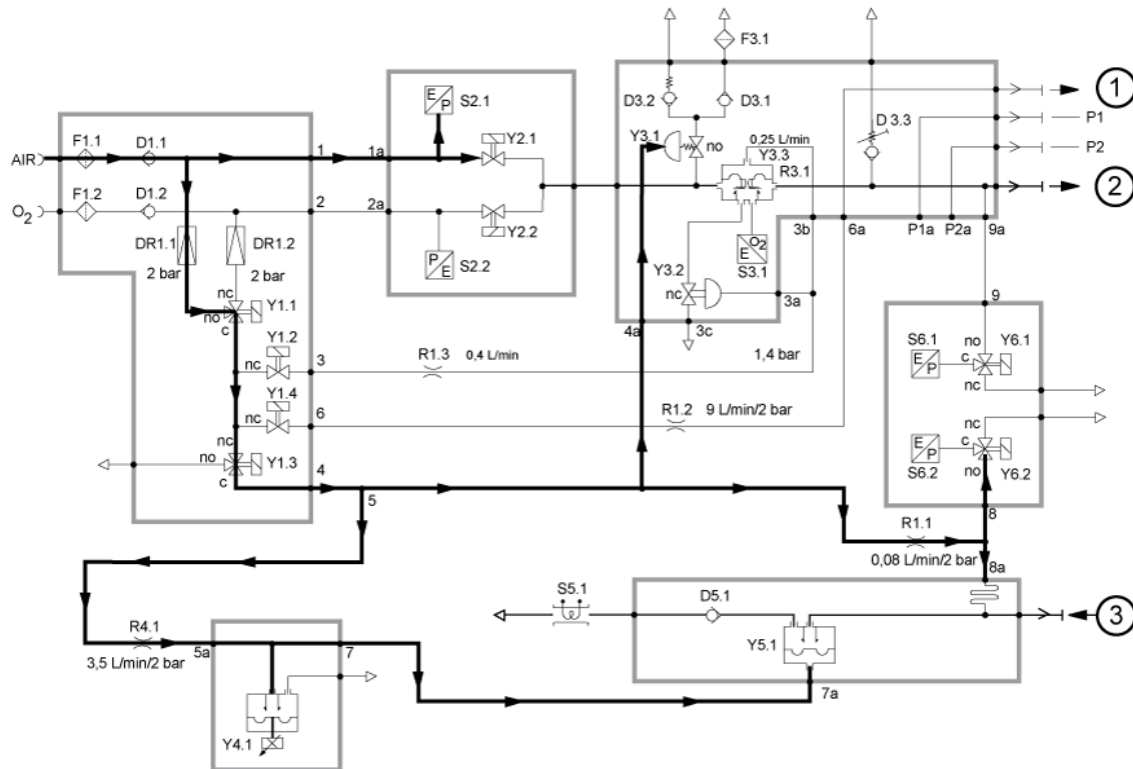 F3.1
D3.2
D3.1
D 3.3
1
P1
P2
2
S2.1
E
P
F1.1
D1.1
Y2.1
AIR
1
1a
Y3.1
no
0,25 L/min
Y3.3
R3.1
F1.2
D1.2
O2
2
2a
Y2.2
3b
6a
P1a
P2a
9a
DR1.1
DR1.2
2 bar
2 bar
P
E
S2.2
O2
E
S3.1
Y3.2
nc
nc
Y1.1
no
c
3a
9
4a
3c
Y1.2
nc
3
R1.3
0,4 L/min
1,4 bar
S6.1
E
P
no
c
Y6.1
nc
Y1.4
nc
6
R1.2
9 L/min/2 bar
nc
no
Y1.3
c
nc
c
E
P
S6.2
no
Y6.2
4
5
8
R1.1
0,08 L/min/2 bar
8a
S5.1
D5.1
3
Y5.1
R4.1
3,5 L/min/2 bar
5a
7
7a
Y4.1